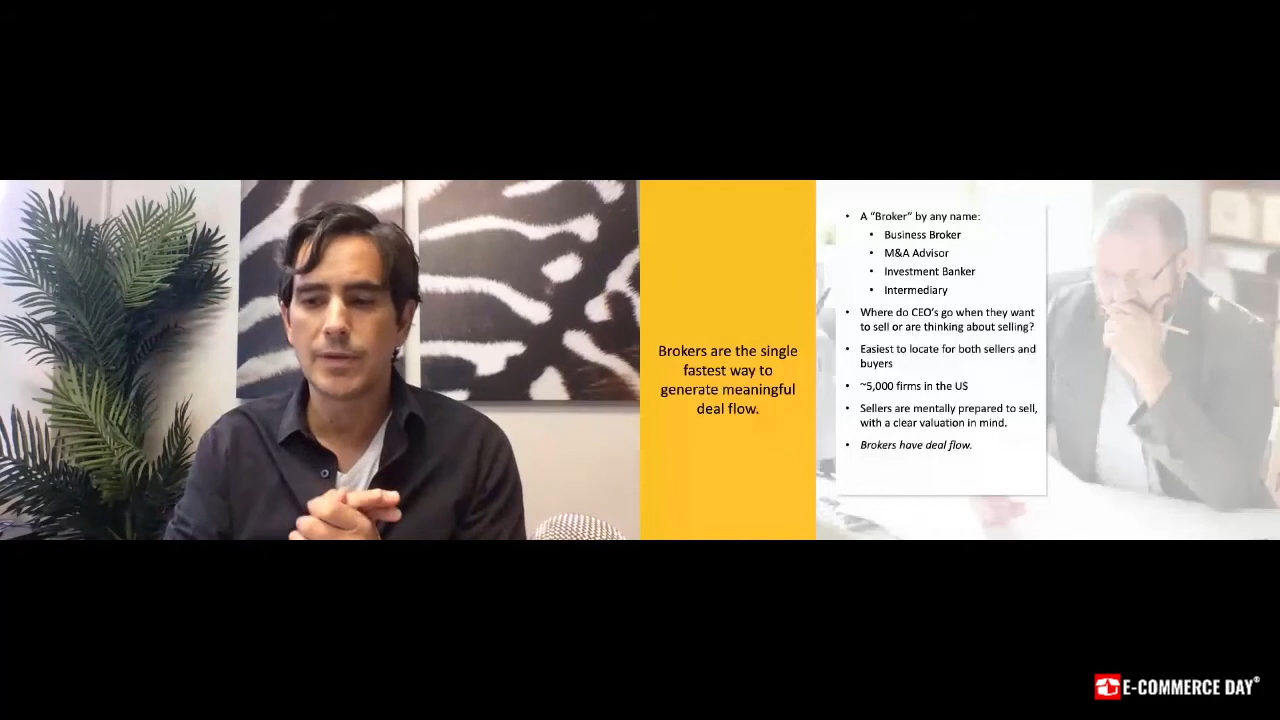 Brokers are the single
fastest way to
generate meaningful
deal flow.
• A “Broker” by any name:
• Business Broker
• M&A Advisor
• Investment Banker
• Intermediary
• Where do CEO’s go when they want
to sell or are thinking about selling?
• Easiest to locate for both sellers and
buyers
• ~5,000 firms in the US
• Sellers are mentally prepared to sell,
with a clear valuation in mind.
• Brokers have deal flow.
E-COMMERCE DAY®